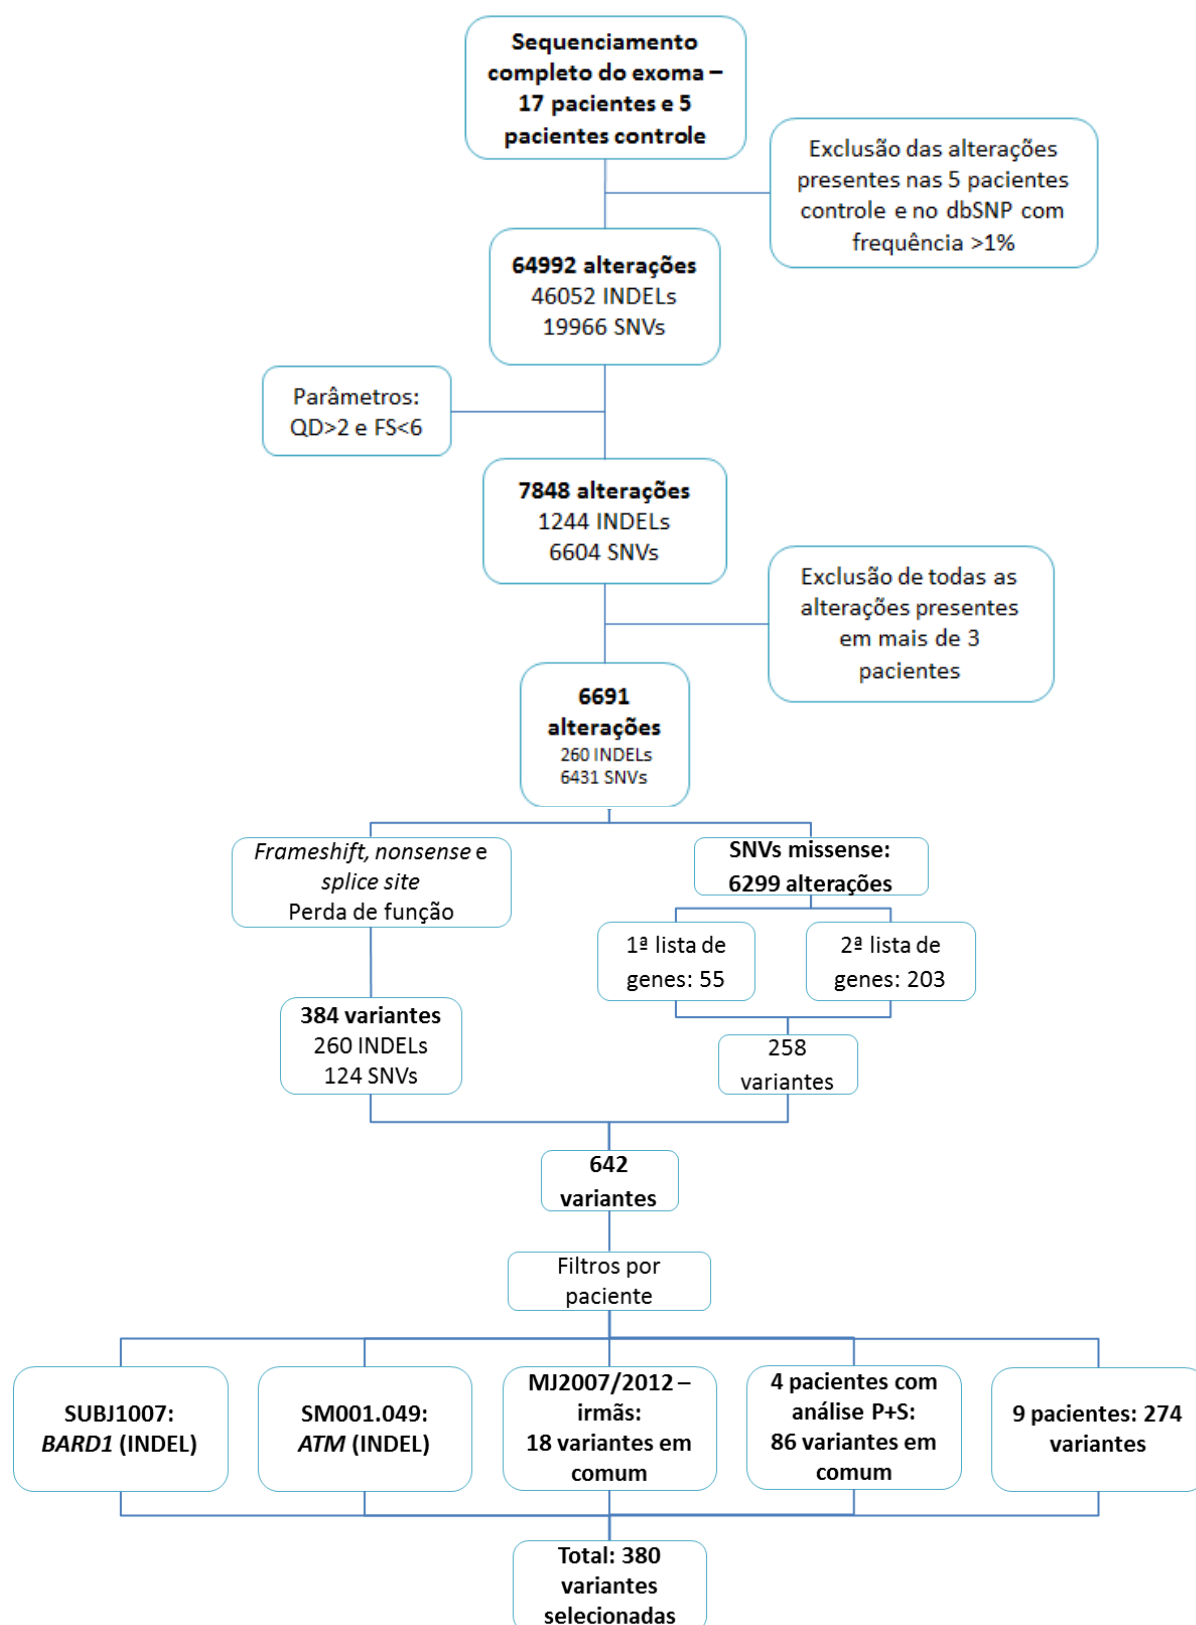 Sequenciamento
completo do exoma –
17 pacientes e 5
pacientes controle
Exclusão das alterações
presentes nas 5 pacientes
controle e no dbSNP com
frequência >1%
64992 alterações
46052 INDELs
19966 SNVs
Parâmetros:
QD>2 e FS<6
7848 alterações
1244 INDELs
6604 SNVs
Exclusão de todas as
alterações presentes
em mais de 3
pacientes
6691
alterações
260 INDELs
6431 SNVs
Frameshift, nonsense e
splice site
Perda de função
SNVs missense:
6299 alterações
1ª lista de
genes: 55
2ª lista de
genes: 203
384 variantes
260 INDELs
124 SNVs
258
variantes
642
variantes
Filtros por
paciente
SUBJ1007:
BARD1 (INDEL)
SM001.049:
ATM (INDEL)
MJ2007/2012 –
irmãs:
18 variantes em
comum
4 pacientes com
análise P+S:
86 variantes em
comum
9 pacientes: 274
variantes
Total: 380
variantes
selecionadas